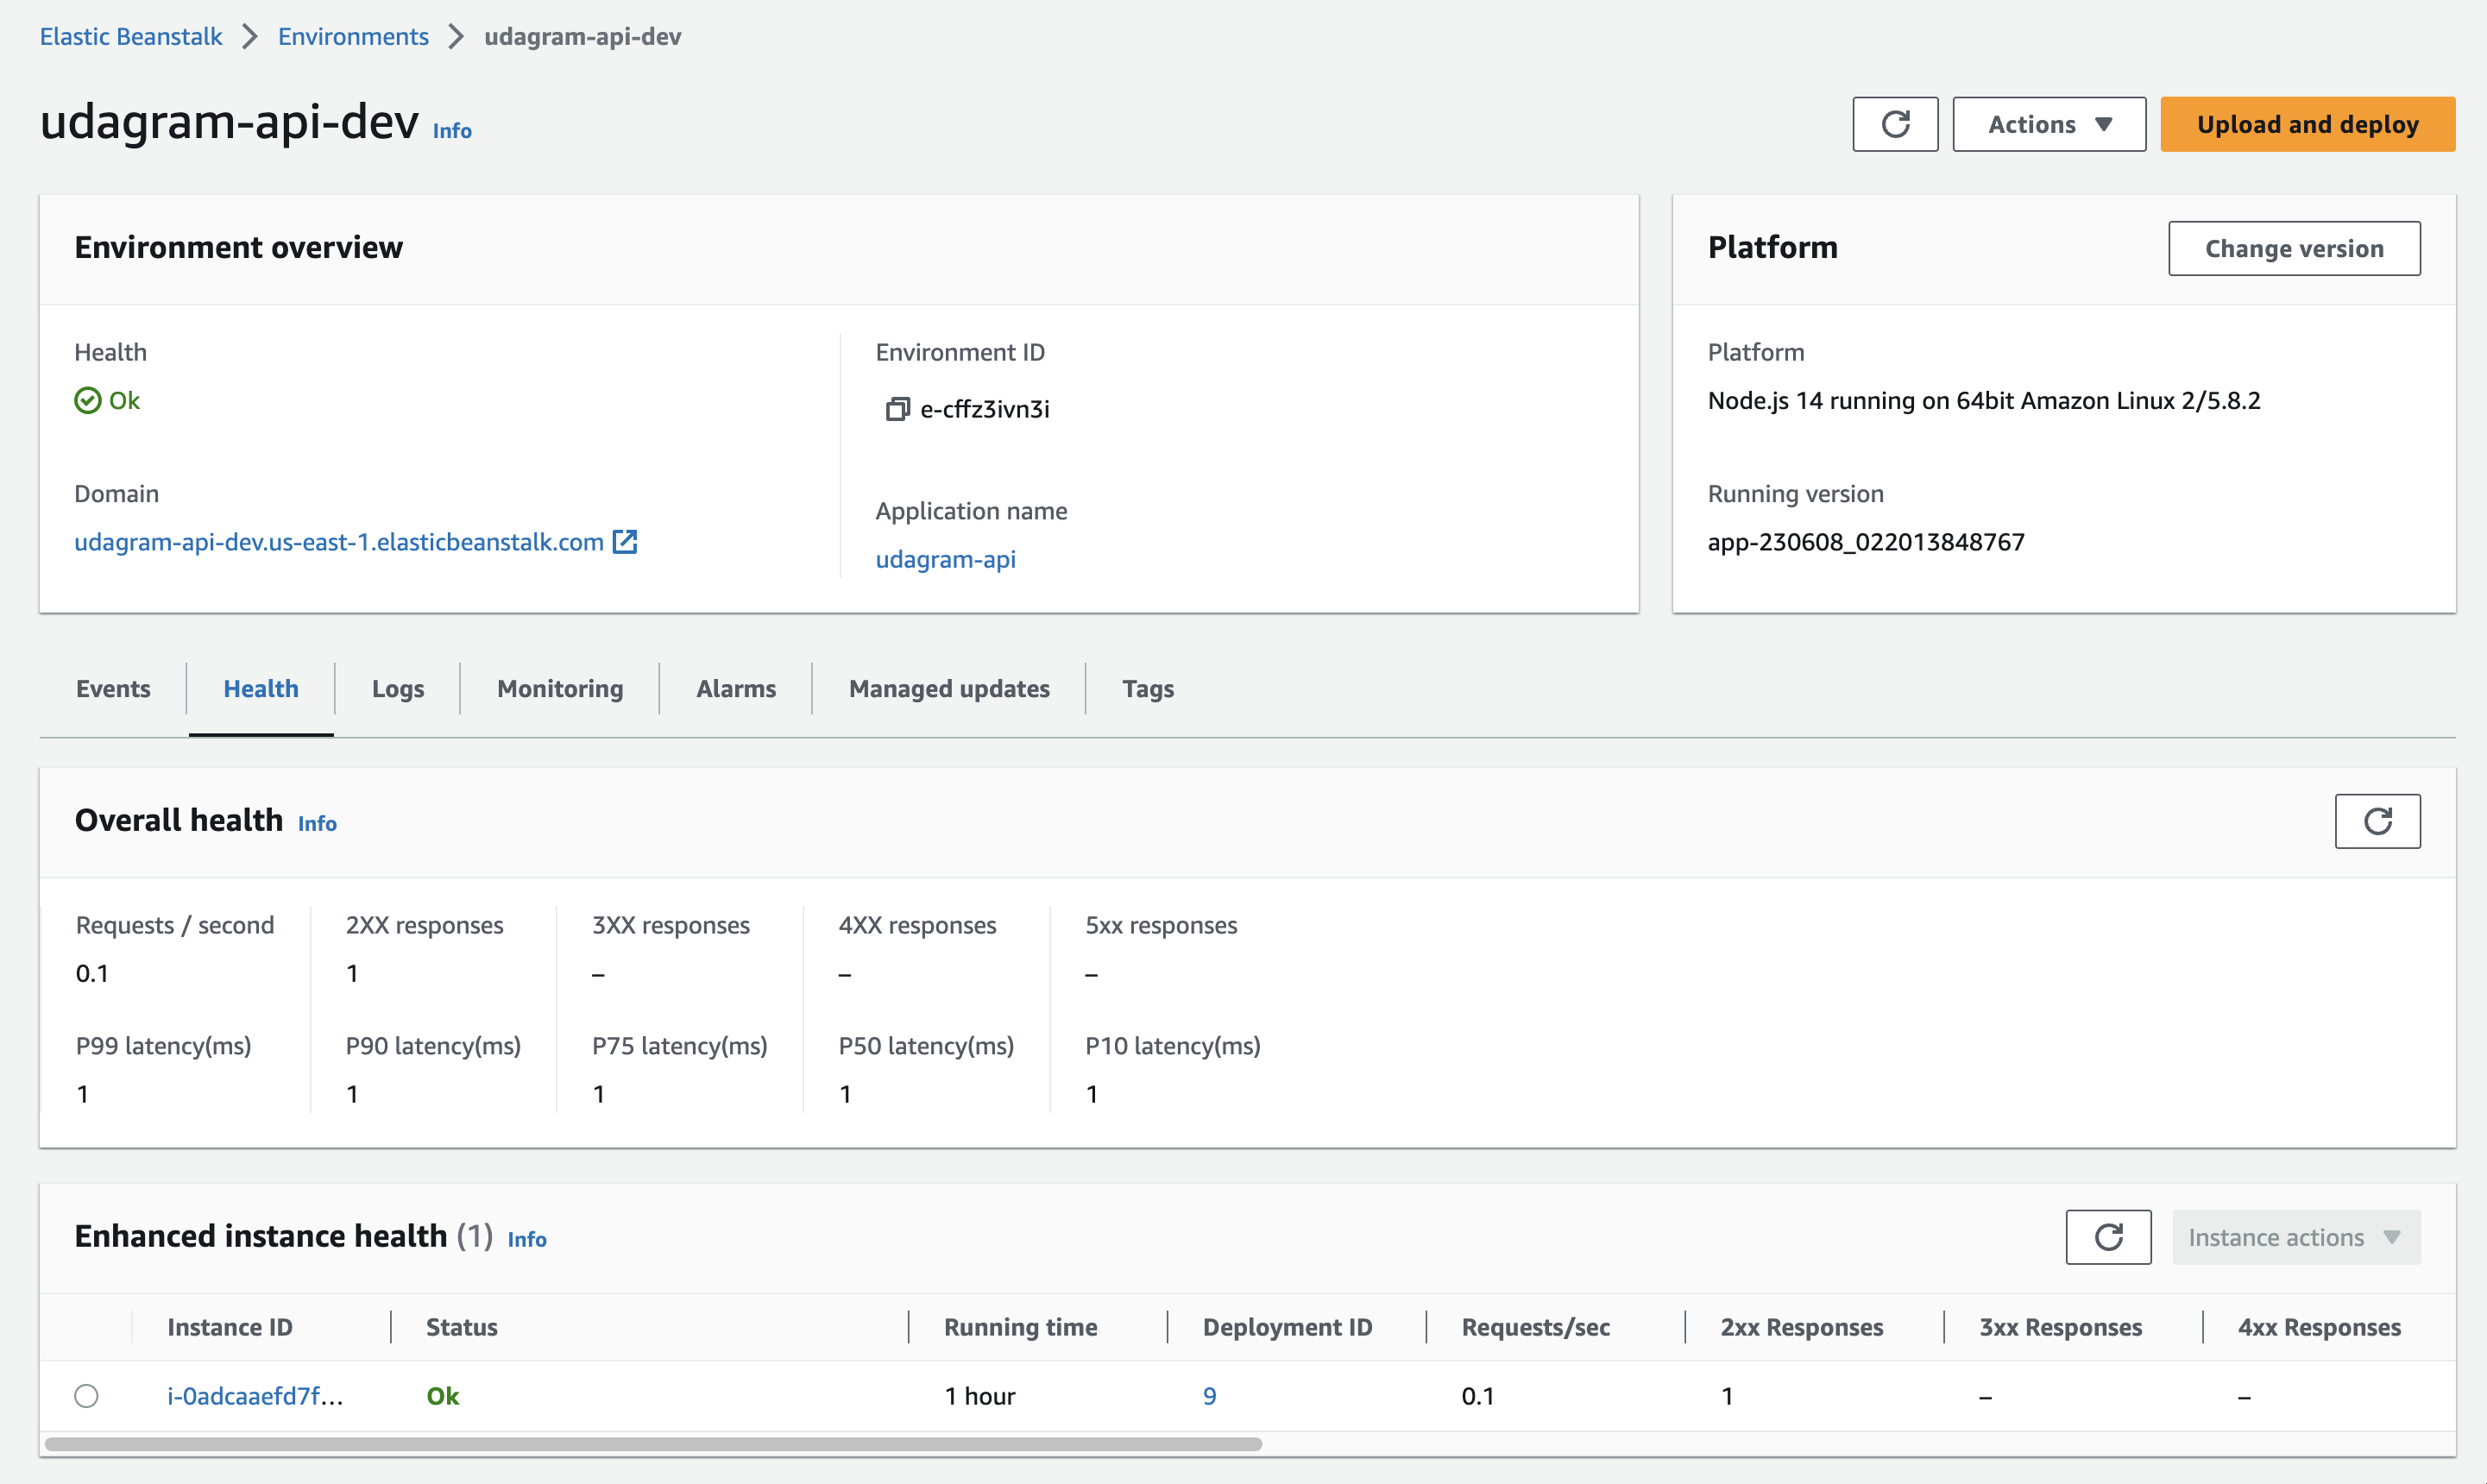 Elastic Beanstalk > Environments > udagram-api-dev
udagram-api-dev Info
Actions
Upload and deploy
Environment overview
Health
Ok
Domain
udagram-api-dev.us-east-1.elasticbeanstalk.com
Environment ID
e-cffz3ivn3i
Application name
udagram-api
Platform
Change version
Platform
Node.js 14 running on 64bit Amazon Linux 2/5.8.2
Running version
app-230608_022013848767
Events Health Logs Monitoring Alarms Managed updates Tags
Overall health Info
Requests / second 2XX responses 3XX responses 4XX responses 5xx responses
0.1 1 – – –
P99 latency(ms) P90 latency(ms) P75 latency(ms) P50 latency(ms) P10 latency(ms)
1 1 1 1 1
Enhanced instance health (1) Info
Instance actions
Instance ID Status Running time Deployment ID Requests/sec 2xx Responses 3xx Responses 4xx Responses
i-0adcaaefd7f... Ok 1 hour 9 0.1 1 – –